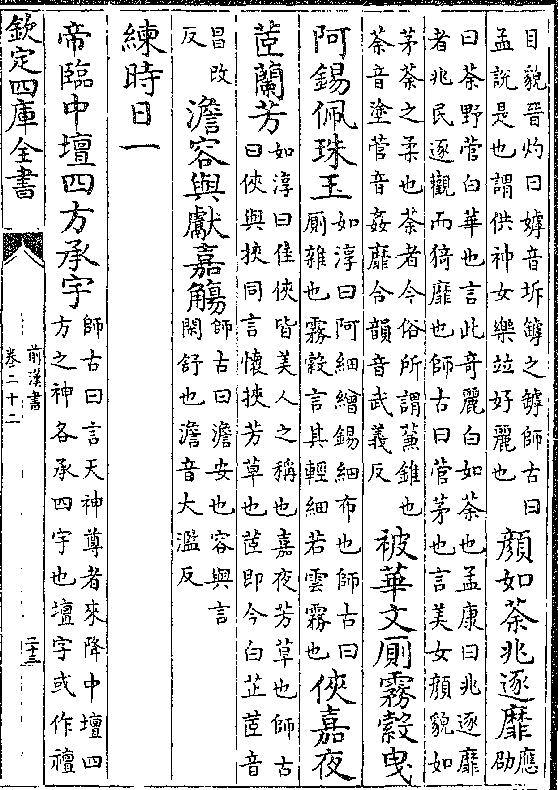 目貌晉灼曰嫭音坼罅之罅師古曰
孟說是也謂供神女樂竝好麗也
顔如荼兆逐靡
應
劭
曰荼野菅白華也言此奇麗白如荼也孟康曰兆逐靡
者兆民逐觀而猗靡也師古曰菅茅也言美女顔貌如
茅荼之柔也荼者今俗所謂蒹錐也
荼音塗菅音姦靡合韻音武義反
被華文厠霧縠曳
阿錫佩珠玉
如淳曰阿細繒錫細布也師古曰
厠雜也霧縠言其輕細若雲霧也
俠嘉夜
茝蘭芳
如淳曰佳俠皆美人之稱也嘉夜芳草也師古
曰俠與挾同言懷挾芳草也茝即今白芷茝音
昌改
反
澹容與獻嘉觴
師古曰澹安也容與言
閑舒也澹音大濫反
練時日一
帝臨中壇四方承宇
師古曰言天神尊者來降中壇四
方之神各承四宇也壇字或作襢
欽定四庫全書
前漢書
卷二十二
二十三